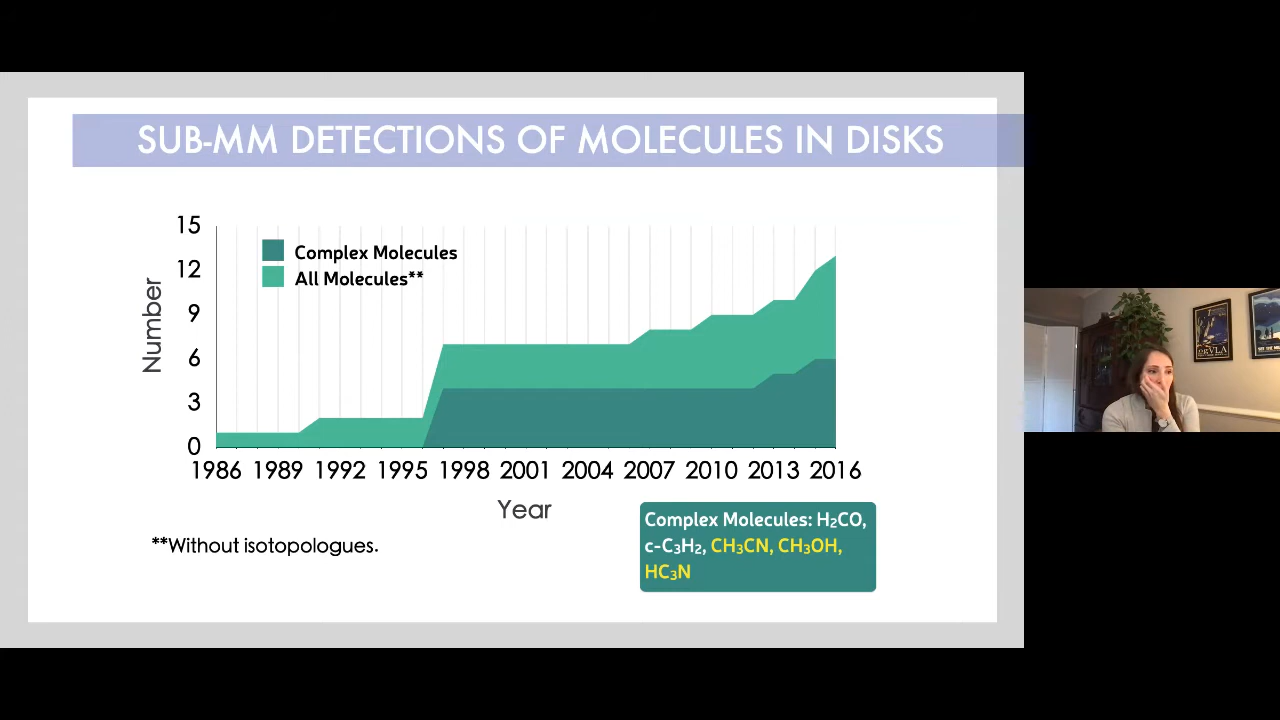 SUB-MM DETECTIONS OF MOLECULES IN DISKS
15
12
9
6
3
0
Number
Complex Molecules
All Molecules**
1986 1989 1992 1995 1998 2001 2004 2007 2010 2013 2016
Year
**Without isotopologues.
Complex Molecules: H₂CO,
c-C₃H₂, CH₃CN, CH₃OH,
HC₃N
VLA